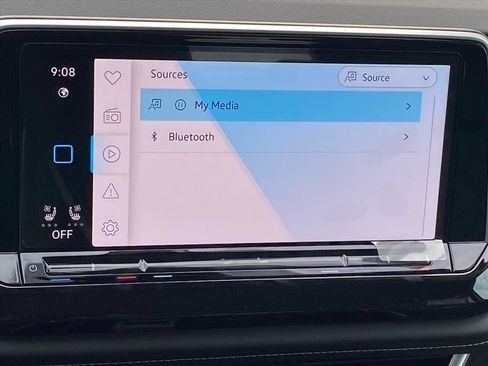 9:08
Sources
Source
My Media
Bluetooth
OFF